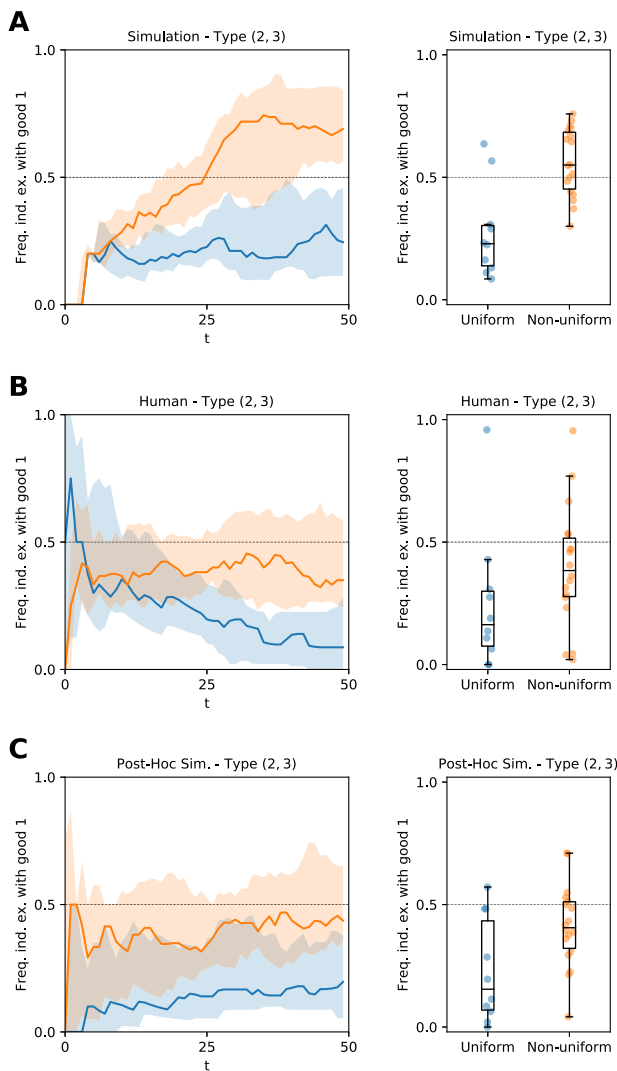 A
Simulation - Type (2, 3)
Freq. ind. ex. with good 1
1.0
0.5
0.0
0
25
50
t
Simulation - Type (2, 3)
Freq. ind. ex. with good 1
1.0
0.5
0.0
Uniform
Non-uniform
B
Human - Type (2, 3)
Freq. ind. ex. with good 1
1.0
0.5
0.0
0
25
50
t
Human - Type (2, 3)
Freq. ind. ex. with good 1
1.0
0.5
0.0
Uniform
Non-uniform
C
Post-Hoc Sim. - Type (2, 3)
Freq. ind. ex. with good 1
1.0
0.5
0.0
0
25
50
t
Post-Hoc Sim. - Type (2, 3)
Freq. ind. ex. with good 1
1.0
0.5
0.0
Uniform
Non-uniform